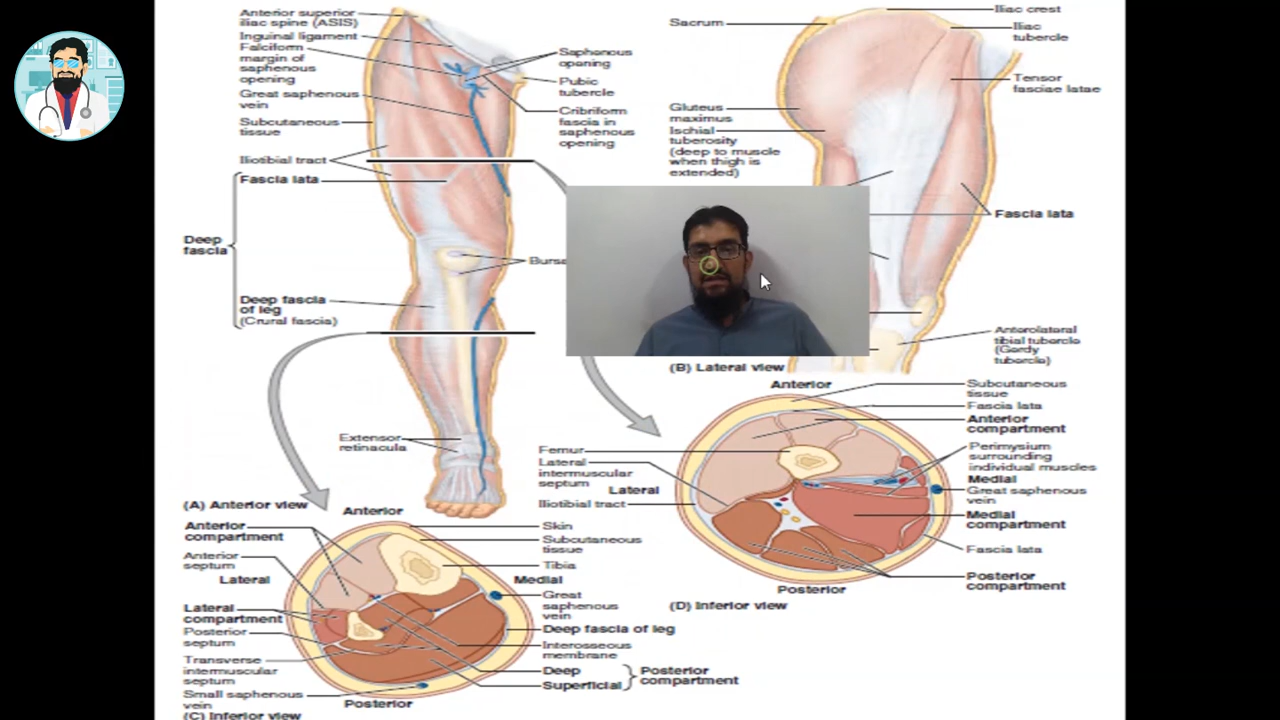 Anterior superior
iliac spine (ASIS)
Inguinal ligament
Falciform
margin of
saphenous
opening
Great saphenous
vein
Subcutaneous
tissue
Iliotibial tract
Fascia lata
Deep
fascia
Deep fascia
of leg
(Crural fascia)
Extensor
retinacula
(A) Anterior view
Saphenous
opening
Pubic
tubercle
Cribriform
fascia in
saphenous
opening
Sacrum
Gluteus
maximus
Ischial
tuberosity
(deep to muscle
when thigh is
extended)
Iliac crest
Iliac
tubercle
Tensor
fasciae latae
Fascia lata
Anterolateral
tibial tubercle
(Gerdy
tubercle)
(B) Lateral view
Anterior
Anterior
compartment
Anterior
septum
Lateral
Lateral
compartment
Posterior
septum
Transverse
intermuscular
septum
Small saphenous
vein
(C) Inferior view
Skin
Subcutaneous
tissue
Tibia
Medial
Great
saphenous
vein
Deep fascia of leg
Interosseous
membrane
Deep
Superficial
Posterior
compartment
Posterior
Anterior
Femur
Lateral
intermuscular
septum
Lateral
Iliotibial tract
Subcutaneous
tissue
Fascia lata
Anterior
compartment
Perimysium
surrounding
individual muscles
Medial
Great saphenous
vein
Medial
compartment
Fascia lata
Posterior
compartment
Posterior
(D) Inferior view